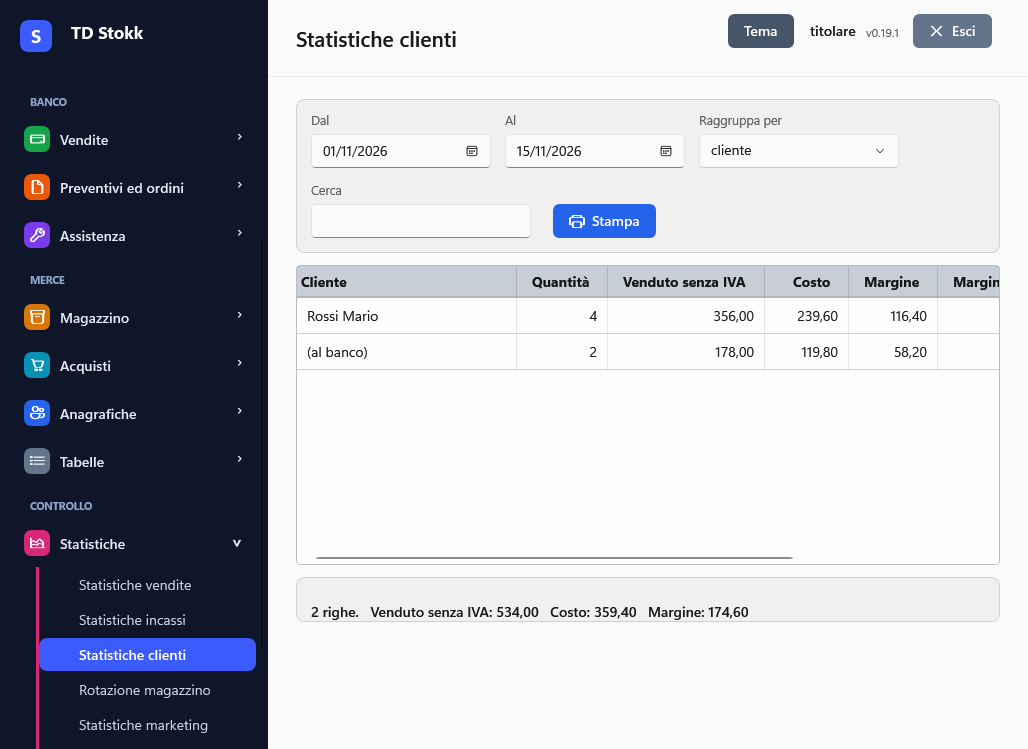 S
TD Stokk
Statistiche clienti
Tema
titolare
v0.19.1
Esci
BANCO
Vendite
Preventivi ed ordini
Assistenza
MERCE
Magazzino
Acquisti
Anagrafiche
Tabelle
CONTROLLO
Statistiche
Statistiche vendite
Statistiche incassi
Statistiche clienti
Rotazione magazzino
Statistiche marketing
Dal
Al
Raggruppa per
01/11/2026
15/11/2026
cliente
Cerca
Stampa
Cliente Quantità Venduto senza IVA Costo Margine Margin
Rossi Mario 4 356,00 239,60 116,40
(al banco) 2 178,00 119,80 58,20
2 righe. Venduto senza IVA: 534,00 Costo: 359,40 Margine: 174,60